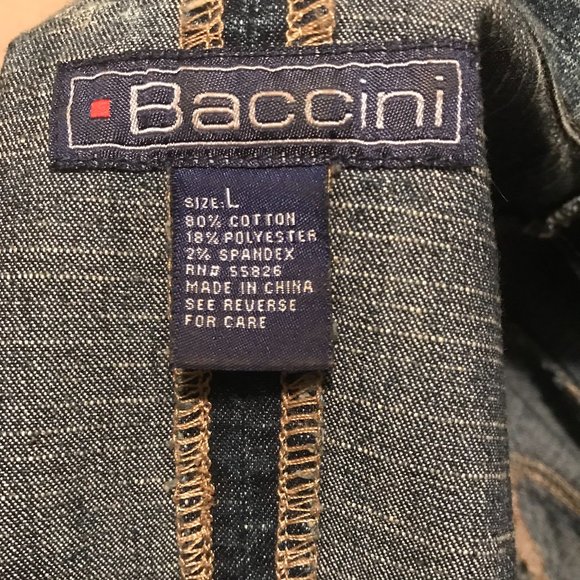 Baccini
SIZE: L
80% COTTON
18% POLYESTER
2% SPANDEX
RN# 55826
MADE IN CHINA
SEE REVERSE
FOR CARE